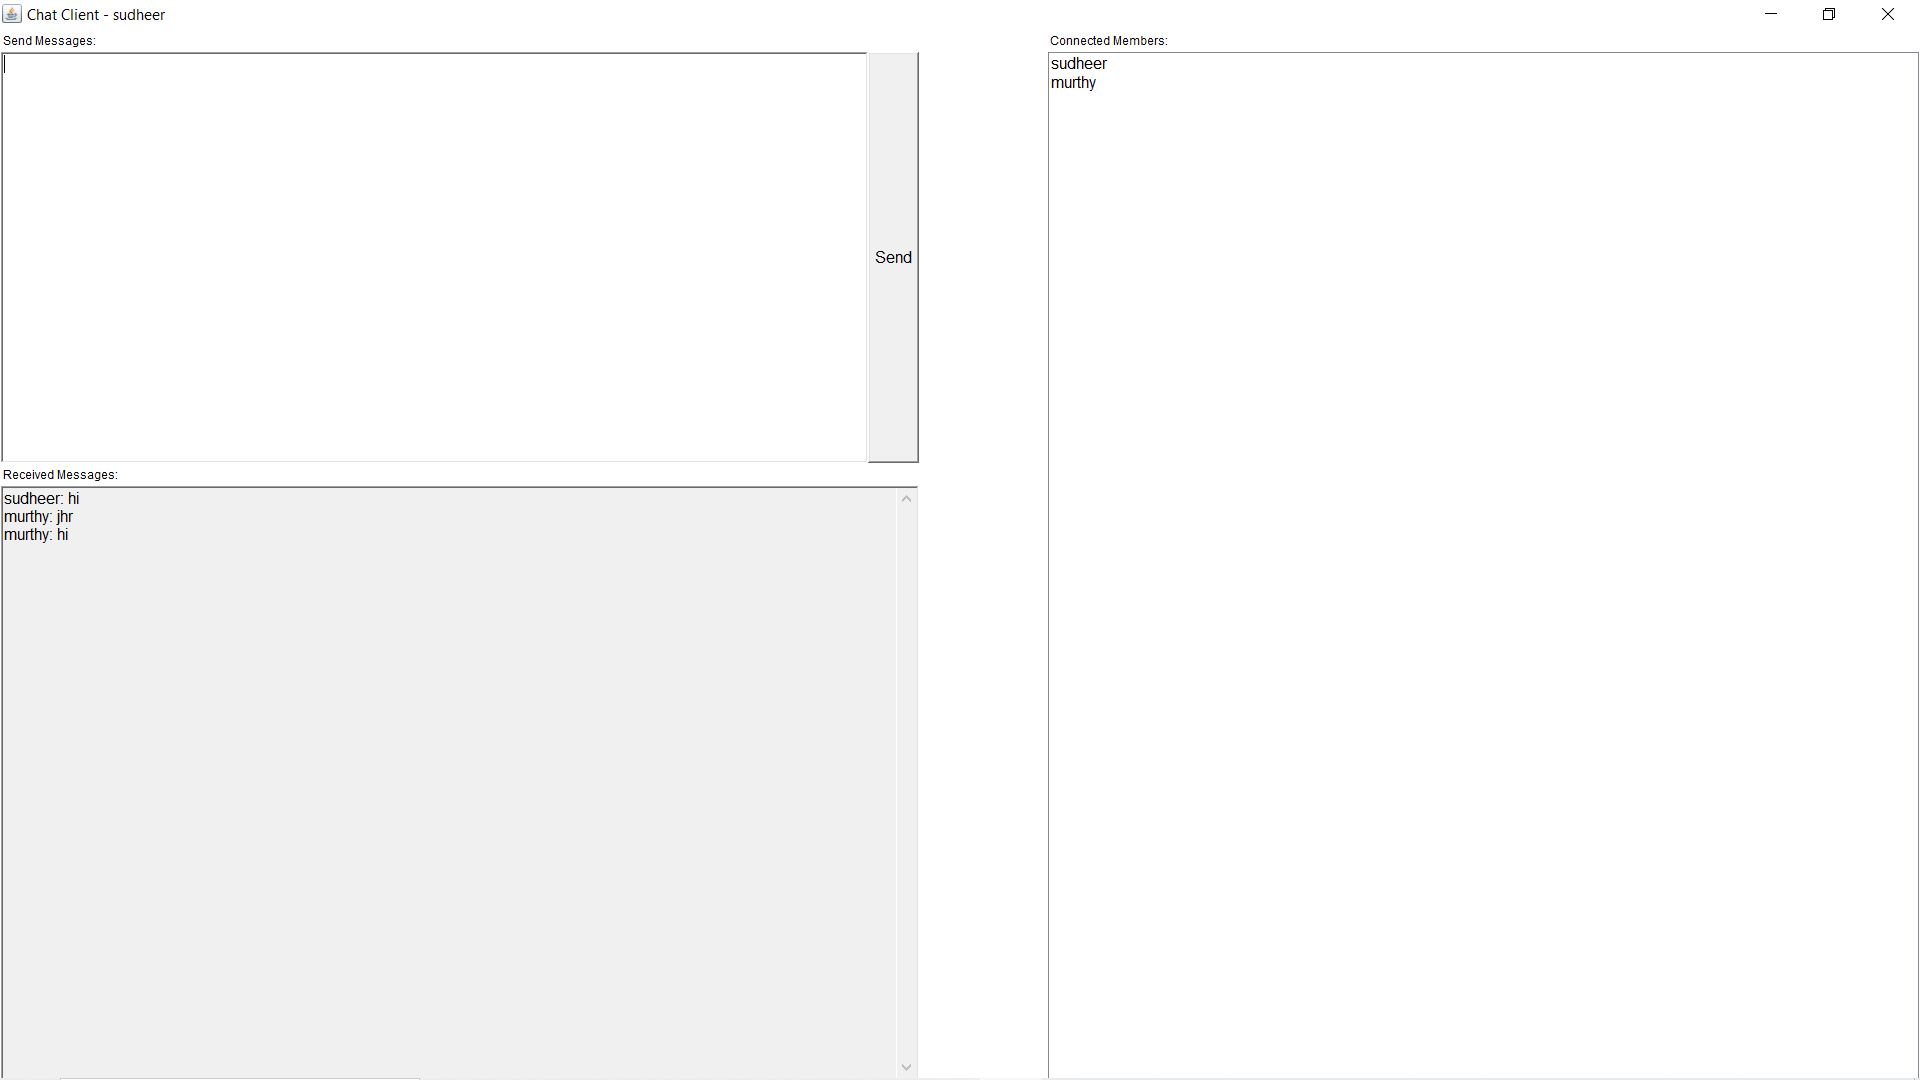 Chat Client - sudheer
Send Messages:
Send
Received Messages:
sudheer: hi
murthy: jhr
murthy: hi
Connected Members:
sudheer
murthy